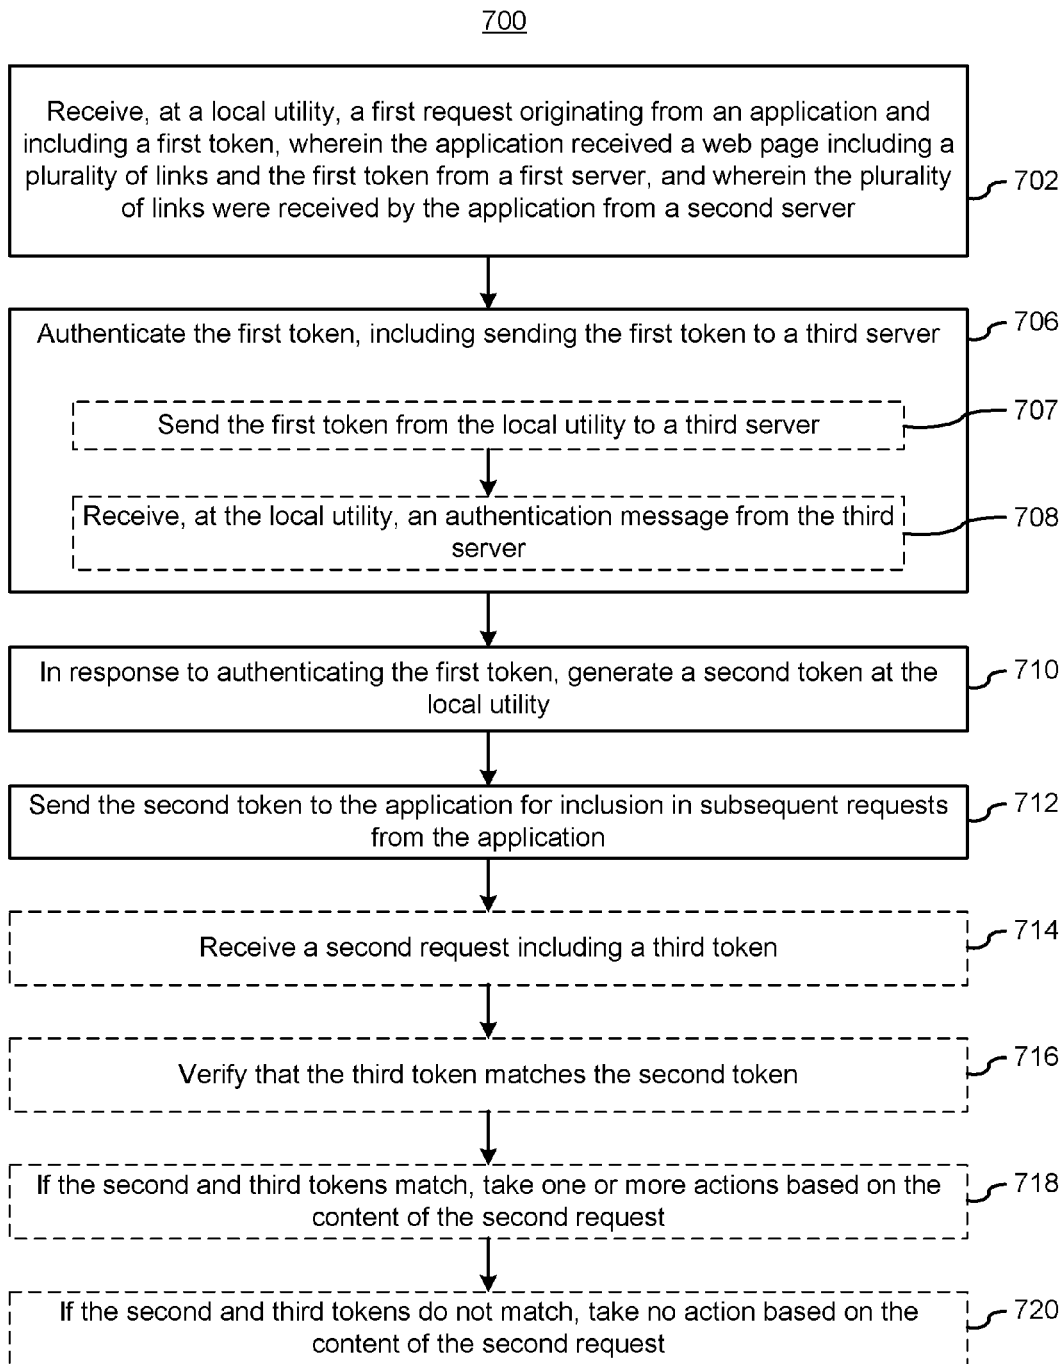 700
Receive, at a local utility, a first request originating from an application and
including a first token, wherein the application received a web page including a
plurality of links and the first token from a first server, and wherein the plurality
of links were received by the application from a second server
702
Authenticate the first token, including sending the first token to a third server
706
Send the first token from the local utility to a third server
707
Receive, at the local utility, an authentication message from the third
server
708
In response to authenticating the first token, generate a second token at the
local utility
710
Send the second token to the application for inclusion in subsequent requests
from the application
712
Receive a second request including a third token
714
Verify that the third token matches the second token
716
If the second and third tokens match, take one or more actions based on the
content of the second request
718
If the second and third tokens do not match, take no action based on the
content of the second request
720